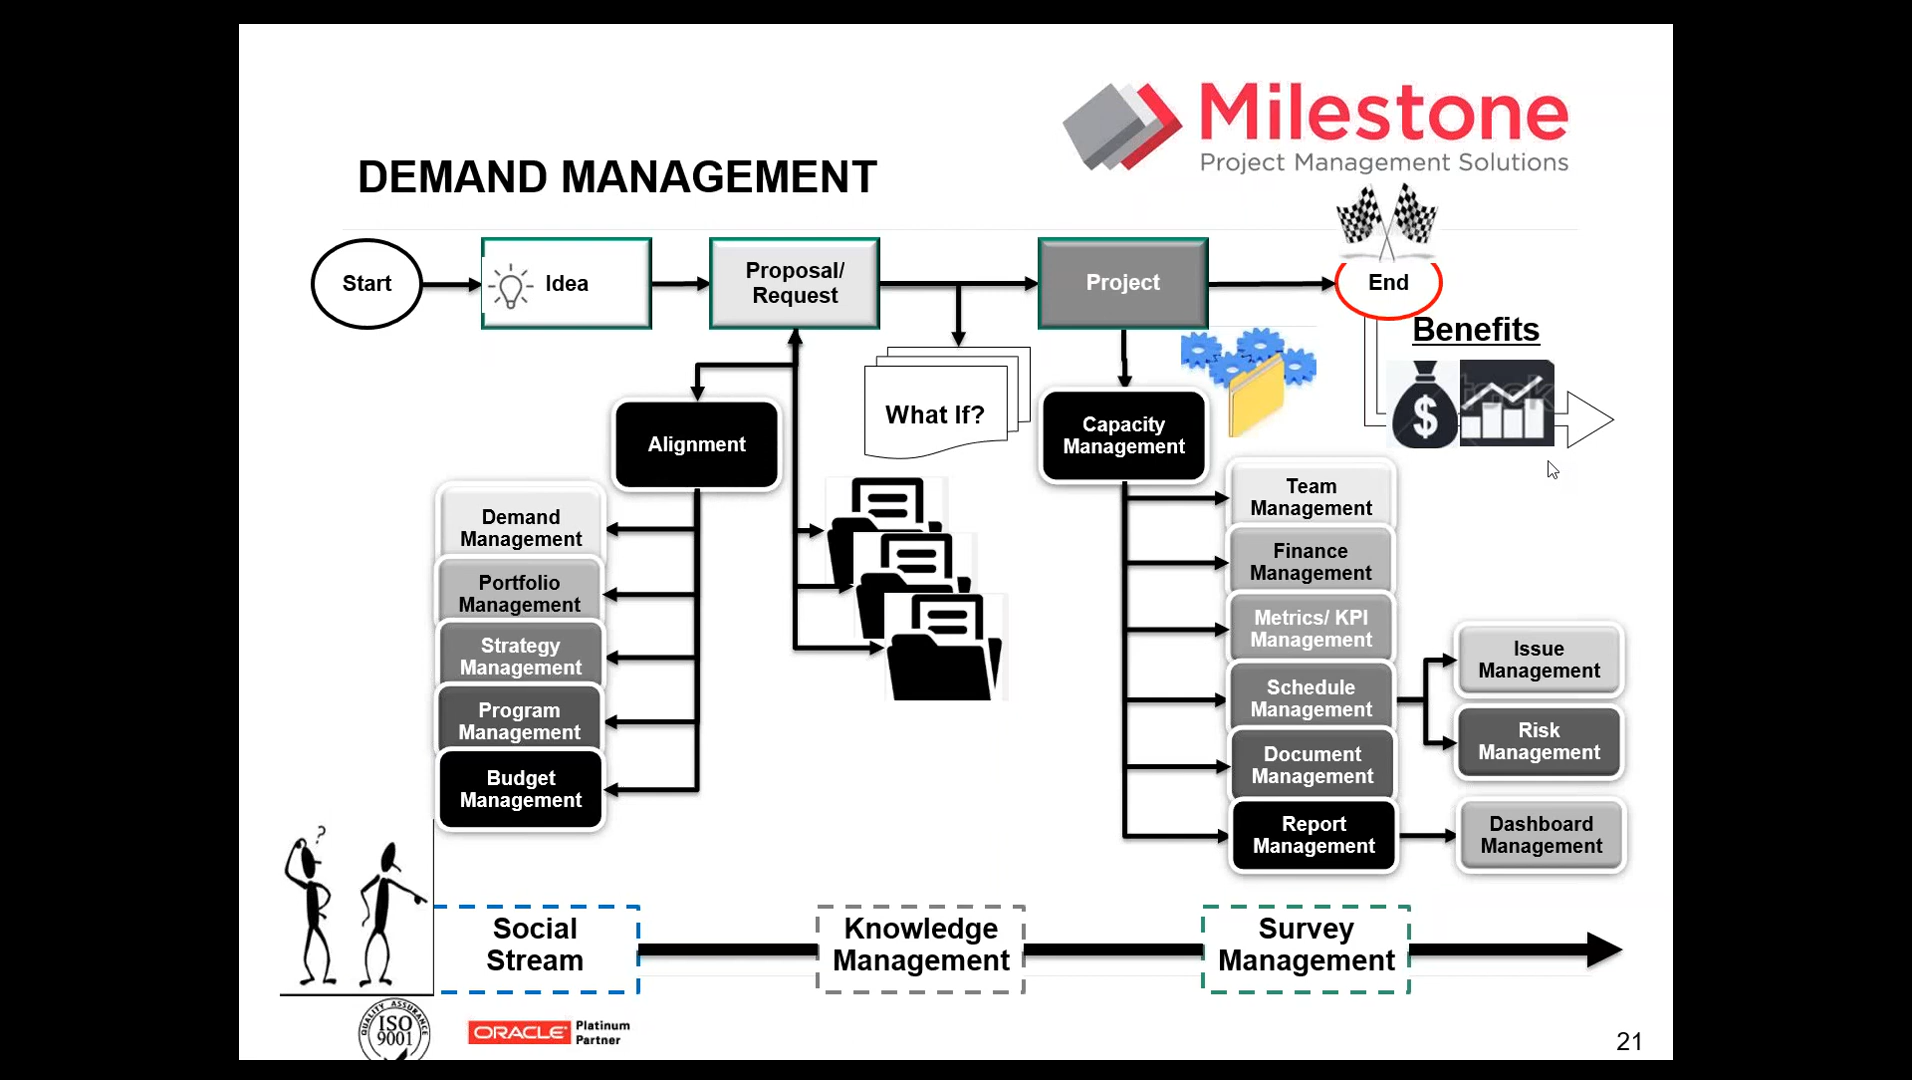 Milestone
Project Management Solutions
DEMAND MANAGEMENT
Start
Idea
Proposal/
Request
Project
End
Benefits
$
Alignment
What If?
Capacity
Management
Demand
Management
Portfolio
Management
Strategy
Management
Program
Management
Budget
Management
Team
Management
Finance
Management
Metrics/ KPI
Management
Schedule
Management
Document
Management
Report
Management
Issue
Management
Risk
Management
Dashboard
Management
?
Social
Stream
Knowledge
Management
Survey
Management
QUALITY ASSURANCE
ISO
9001
ORACLE
Platinum
Partner
21